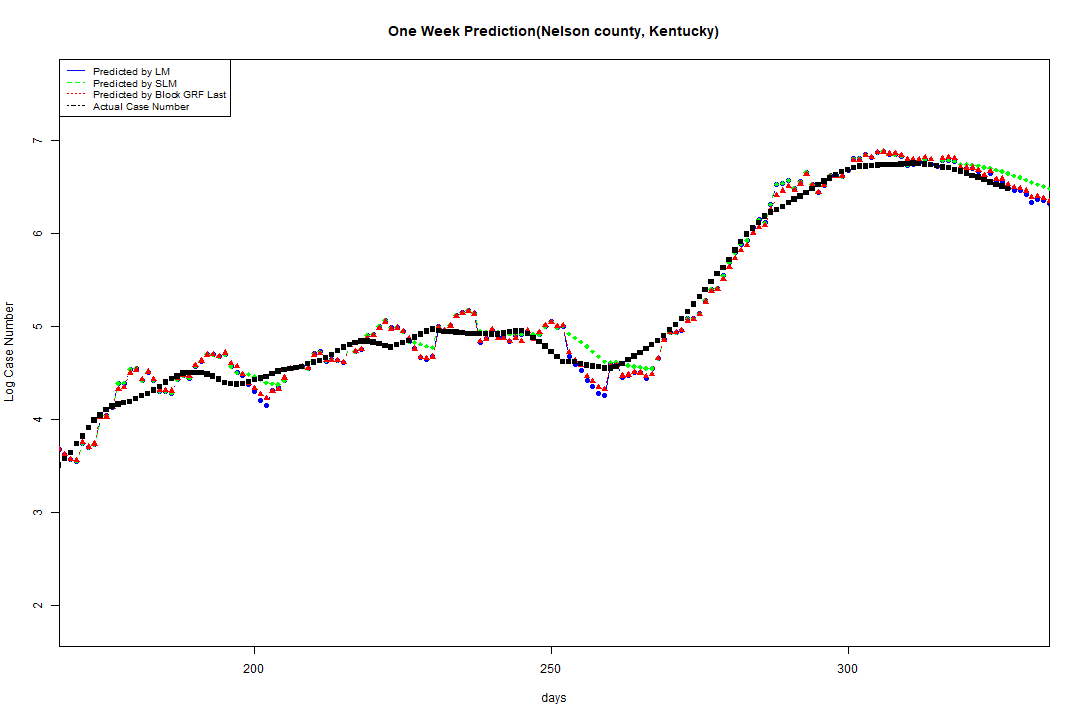 One Week Prediction(Nelson county, Kentucky)
Predicted by LM
Predicted by SLM
Predicted by Block GRF Last
Actual Case Number
Log Case Number
7
6
5
4
3
2
200 250 300
days